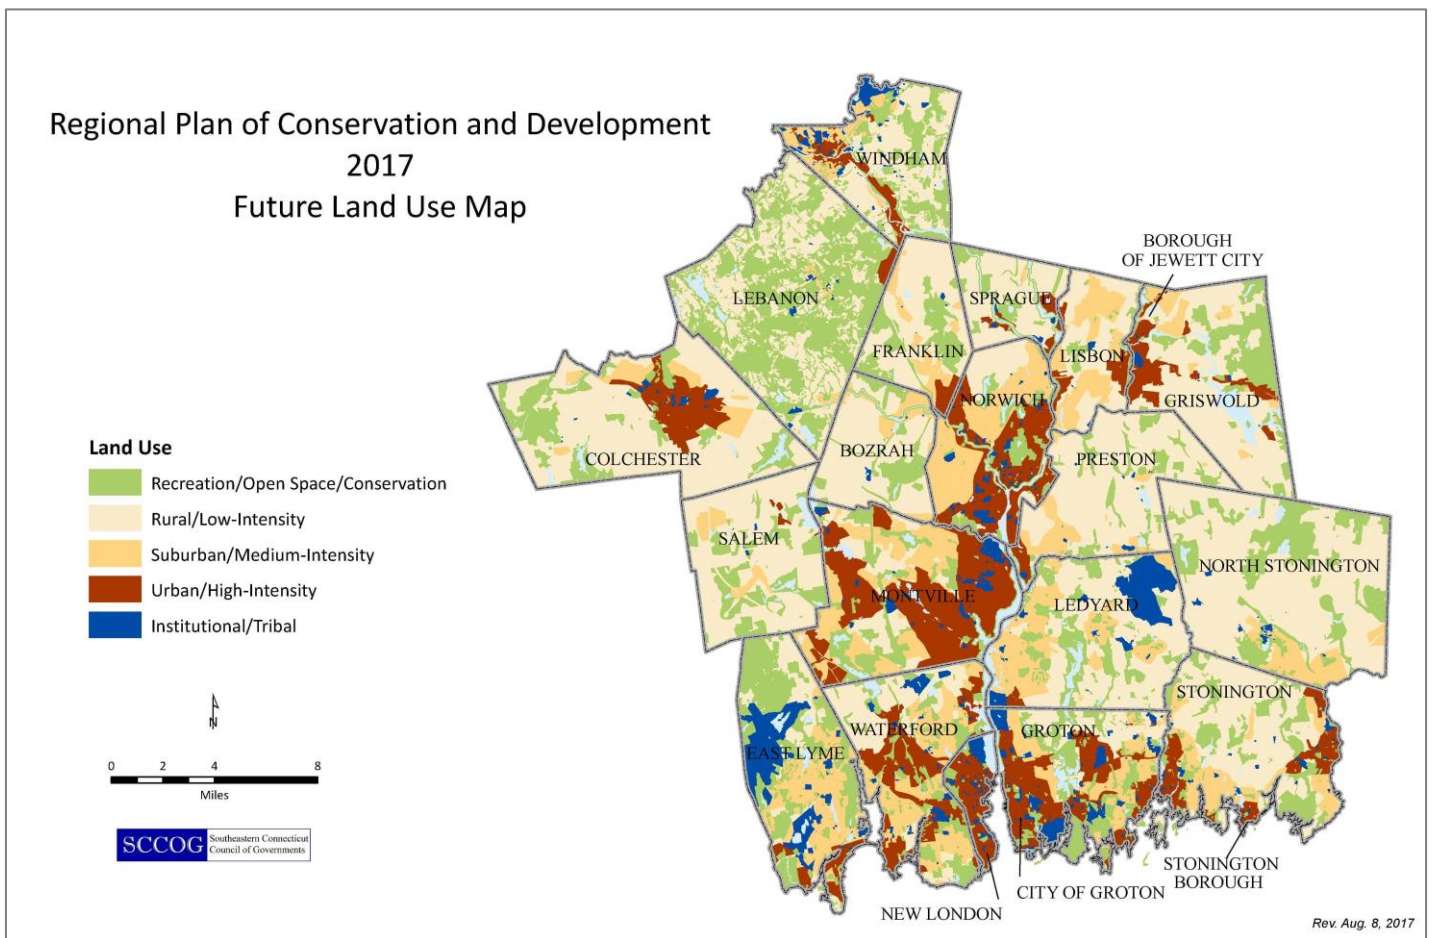 Regional Plan of Conservation and Development
2017
Future Land Use Map
WINDHAM
BOROUGH
OF JEWETT CITY
LEBANON
SPRAGUE
FRANKLIN
LISBON
NORWICH
GRISWOLD
COLCHESTER
BOZRAH
PRESTON
SALEM
NORTH STONINGTON
MONTVILLE
LEDYARD
STONINGTON
WATERFORD
GROTON
EAST LYME
STONINGTON
BOROUGH
CITY OF GROTON
NEW LONDON
Land Use
Recreation/Open Space/Conservation
Rural/Low-Intensity
Suburban/Medium-Intensity
Urban/High-Intensity
Institutional/Tribal
N
0 2 4 8
Miles
SCCOG
Southeastern Connecticut
Council of Governments
Rev. Aug. 8, 2017